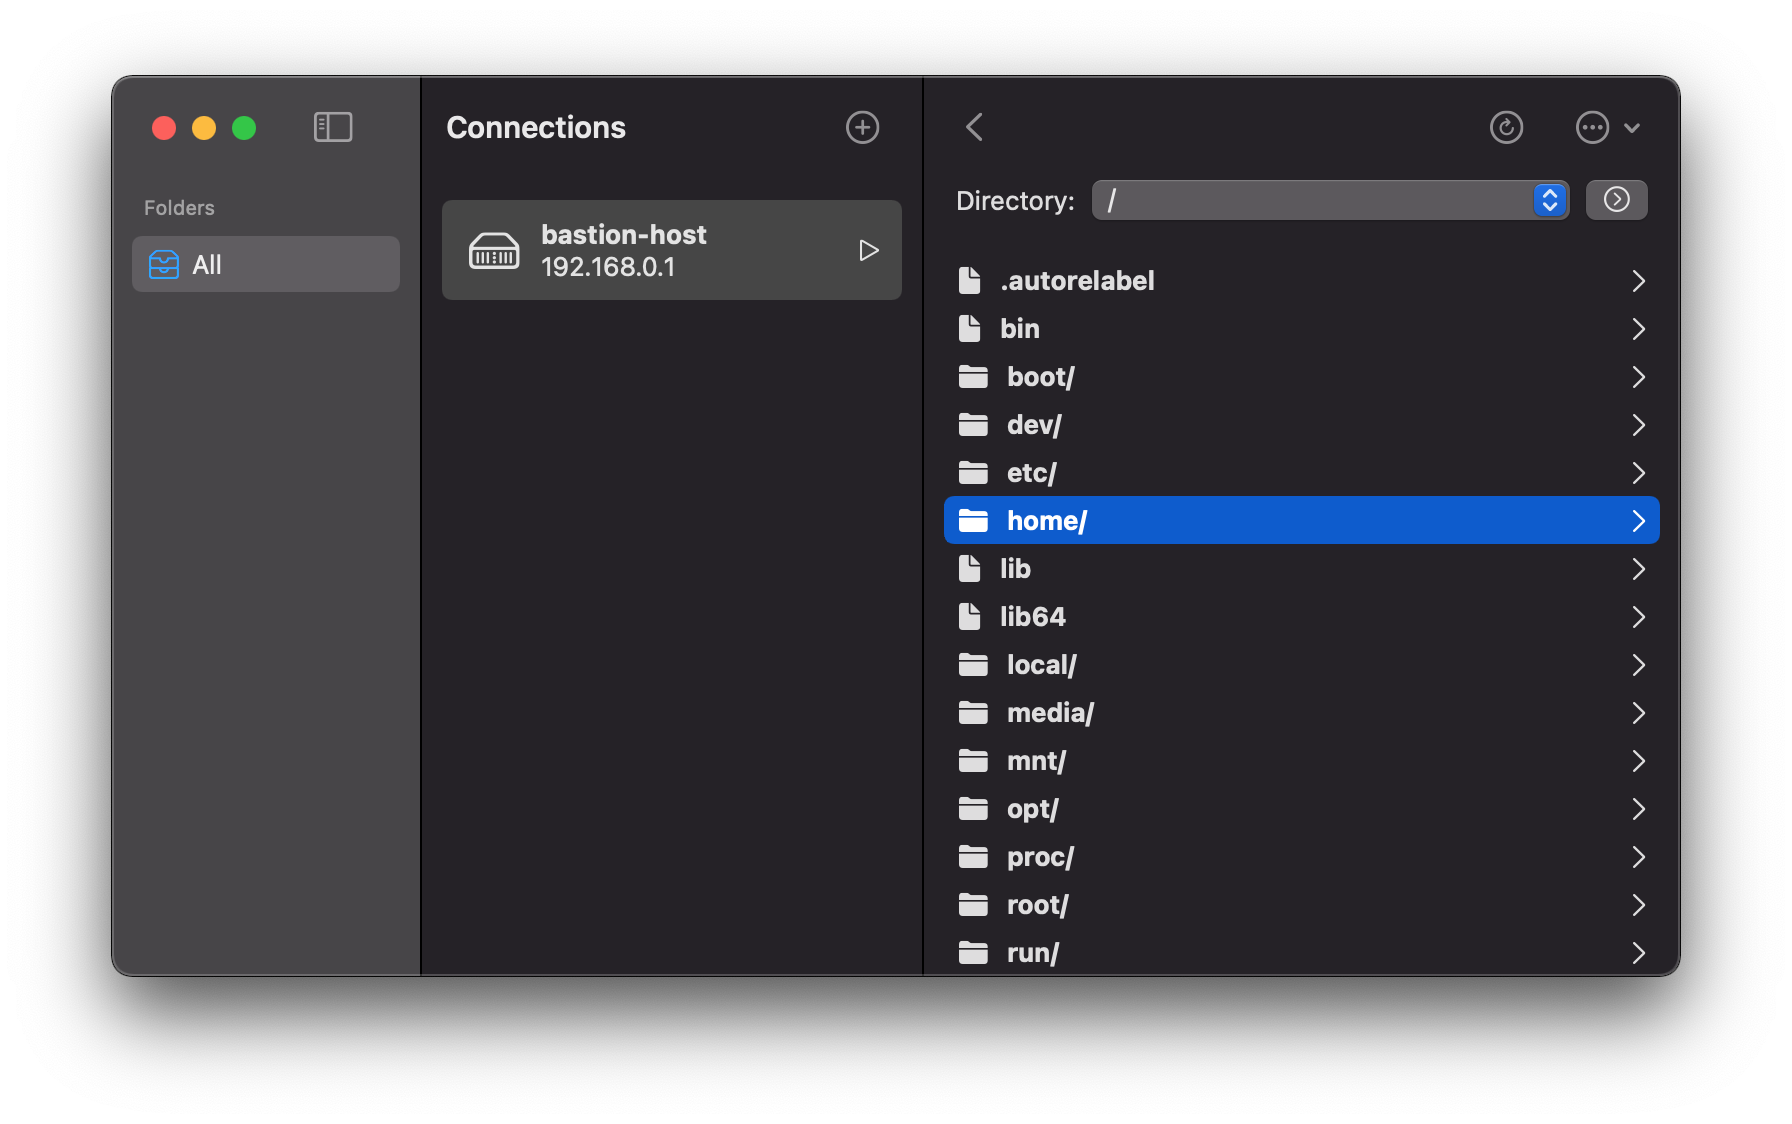 Folders
All
Connections
bastion-host
192.168.0.1
Directory: /
.autorelabel
bin
boot/
dev/
etc/
home/
lib
lib64
local/
media/
mnt/
opt/
proc/
root/
run/